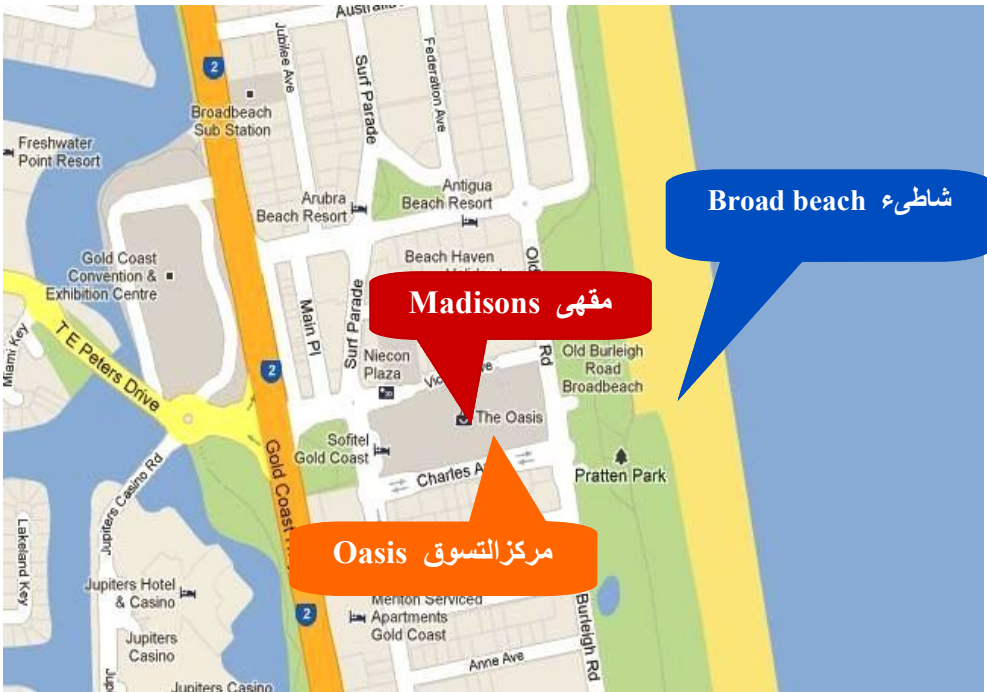 Australia
Jubilee Ave
Surf Parade
Federation Ave
2
Broadbeach
Sub Station
Freshwater
Point Resort
Arubra
Beach Resort
Antigua
Beach Resort
شاطىء Broad beach
Gold Coast
Convention &
Exhibition Centre
Beach Haven
Old
مقهى Madisons
Main Pl
Surf Parade
Miami Key
T E Peters Drive
2
Niecon
Plaza
Rd
Old Burleigh
Road
Broadbeach
The Oasis
Sofitel
Gold Coast
Gold Coast
Charles
Pratten Park
Jupiters Casino Rd
Lakeland Key
مركزالتسوق Oasis
Jupiters Hotel
& Casino
2
Meriton Serviced
Apartments
Gold Coast
Burleigh Rd
Jupiters
Casino
Anne Ave
Jupiters Casino